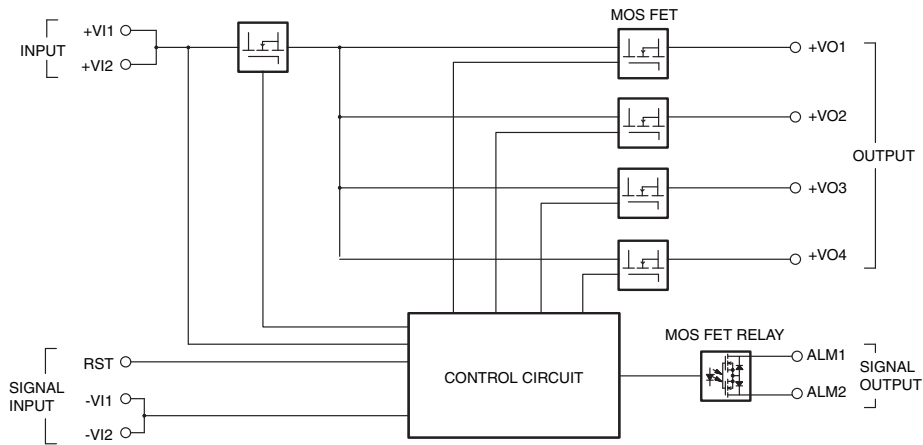 MOS FET
+VI1
INPUT
+VI2
+VO1
+VO2
OUTPUT
+VO3
+VO4
MOS FET RELAY
RST
SIGNAL
INPUT
-VI1
-VI2
CONTROL CIRCUIT
ALM1
ALM2
SIGNAL
OUTPUT